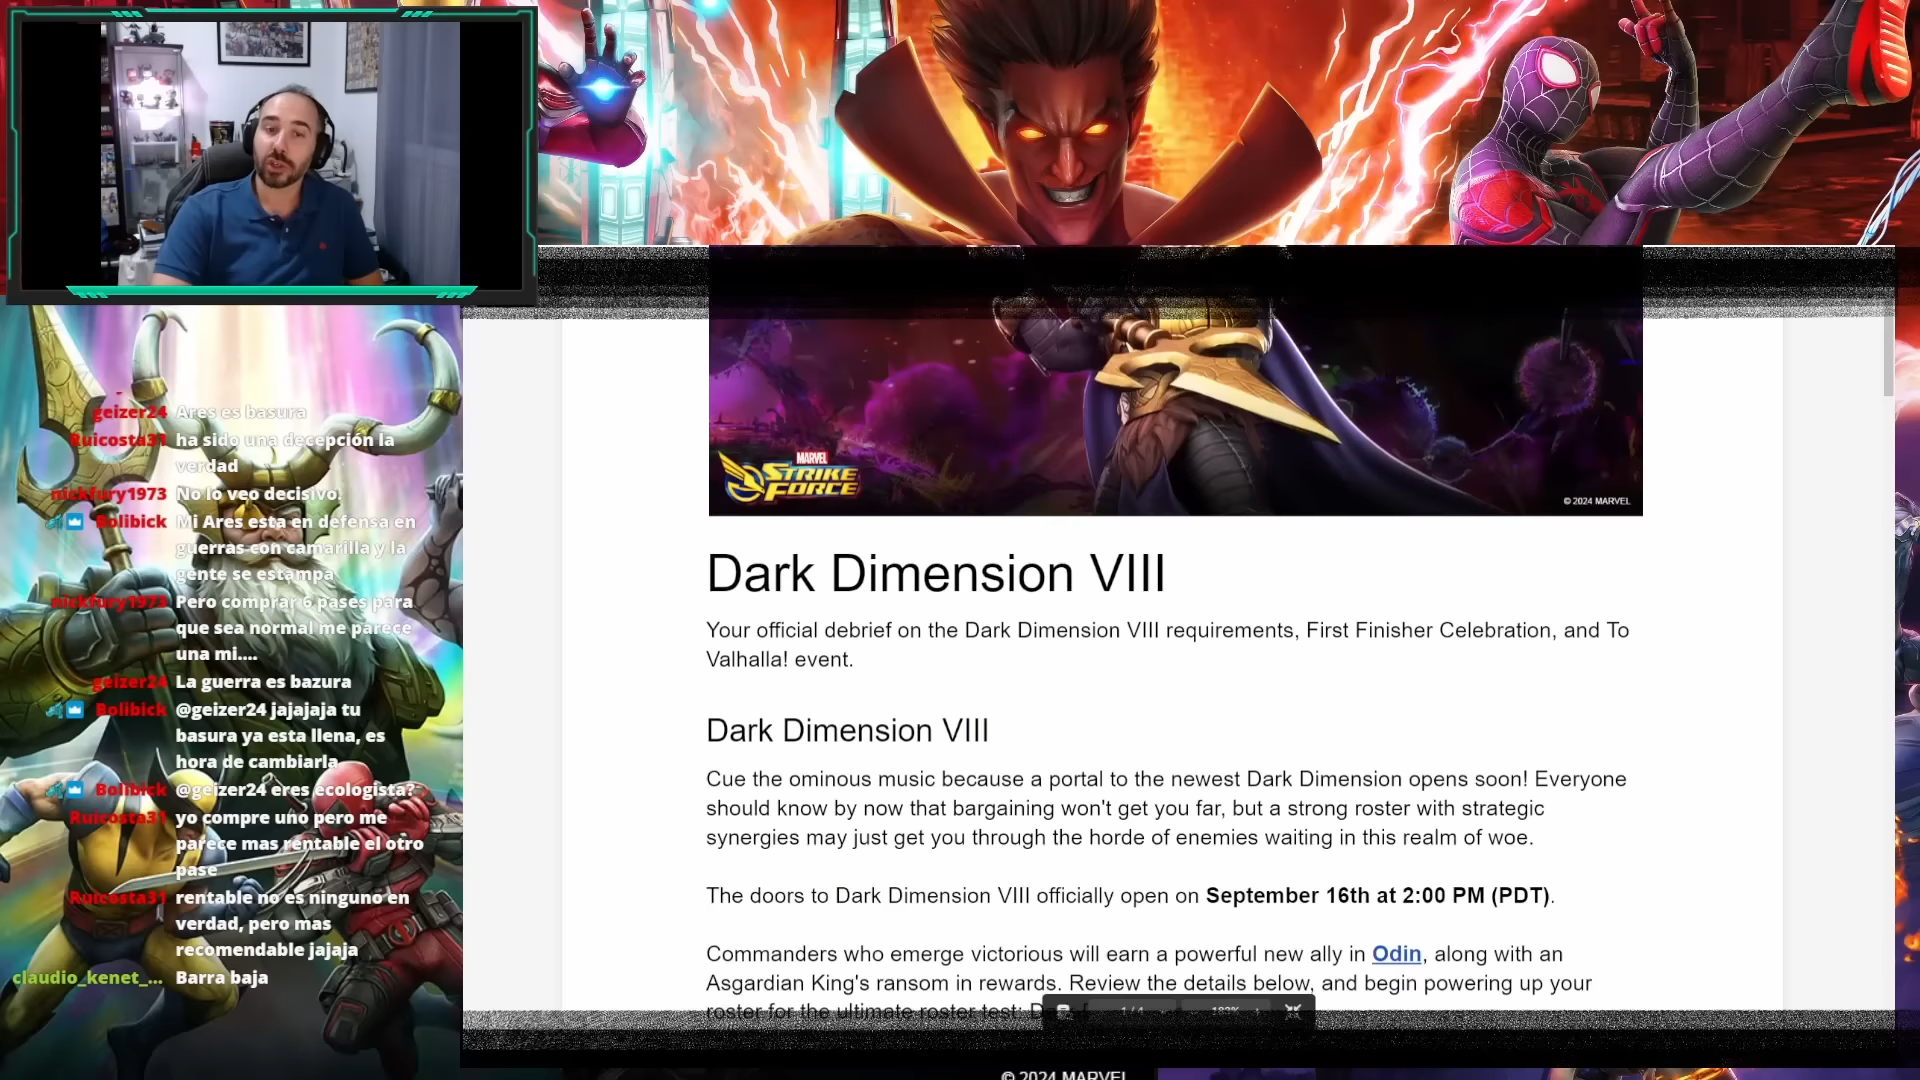 geizer24 Ares es basura
Ruicosta31 ha sido una decepción la
verdad
nickfury1973 No lo veo decisivo.
Bolibick Mi Ares esta en defensa en
guerras con camarilla y la
gente se estampa
nickfury1973 Pero comprar 6 pases para
que sea normal me parece
una mi....
geizer24 La guerra es bazura
Bolibick @geizer24 jajajaja tu
basura ya esta llena, es
hora de cambiarla
Bolibick @geizer24 eres ecologista?
Ruicosta31 yo compre uno pero me
parece mas rentable el otro
pase
Ruicosta31 rentable no es ninguno en
verdad, pero mas
recomendable jajaja
claudio_kenet_... Barra baja
MARVEL
STRIKE
FORCE
© 2024 MARVEL
Dark Dimension VIII
Your official debrief on the Dark Dimension VIII requirements, First Finisher Celebration, and To
Valhalla! event.
Dark Dimension VIII
Cue the ominous music because a portal to the newest Dark Dimension opens soon! Everyone
should know by now that bargaining won't get you far, but a strong roster with strategic
synergies may just get you through the horde of enemies waiting in this realm of woe.
The doors to Dark Dimension VIII officially open on September 16th at 2:00 PM (PDT).
Commanders who emerge victorious will earn a powerful new ally in Odin, along with an
Asgardian King's ransom in rewards. Review the details below, and begin powering up your
roster for the ultimate roster test:
1 / 4
© 2024 MARVEL